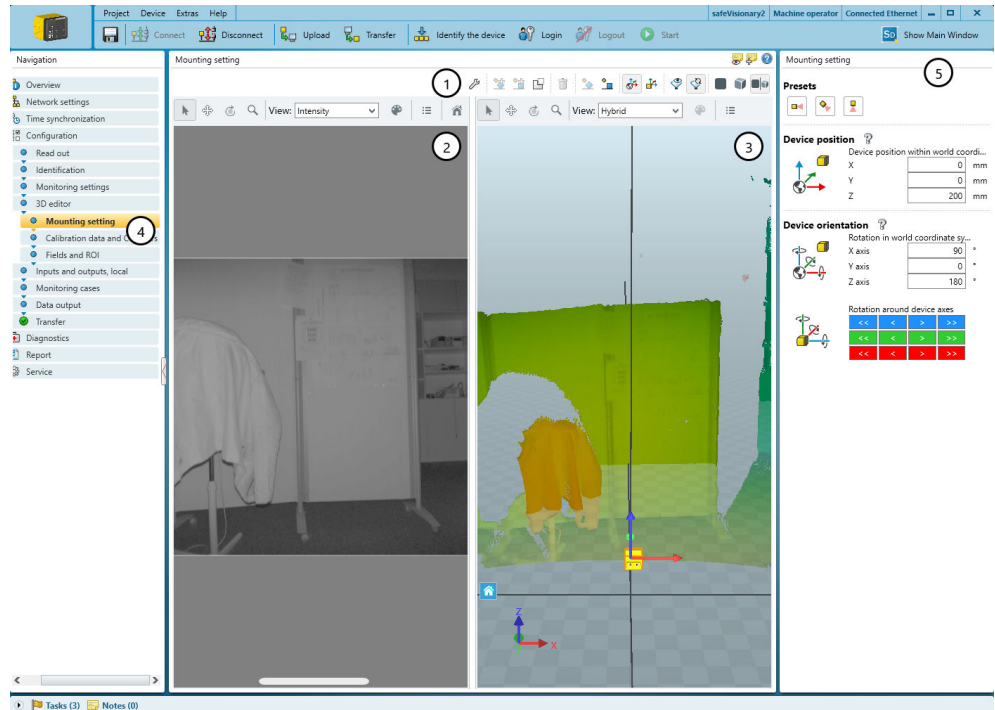 Project Device Extras Help
safeVisionary2 Machine operator Connected Ethernet
Connect Disconnect Upload Transfer Identify the device Login Logout Start
So Show Main Window
Navigation
Overview
Network settings
Time synchronization
Configuration
Read out
Identification
Monitoring settings
3D editor
Mounting setting
4
Calibration data and
Fields and ROI
Inputs and outputs, local
Monitoring cases
Data output
Transfer
Diagnostics
Report
Service
Mounting setting
1
View: Intensity
View: Hybrid
2
3
Z
X
Mounting setting
5
Presets
Device position
Device position within world coordi...
X 0 mm
Y 0 mm
Z 200 mm
Device orientation
Rotation in world coordinate sy...
X axis 90 °
Y axis 0 °
Z axis 180 °
Rotation around device axes
<< < > >>
<< < > >>
<< < > >>
Tasks (3) Notes (0)